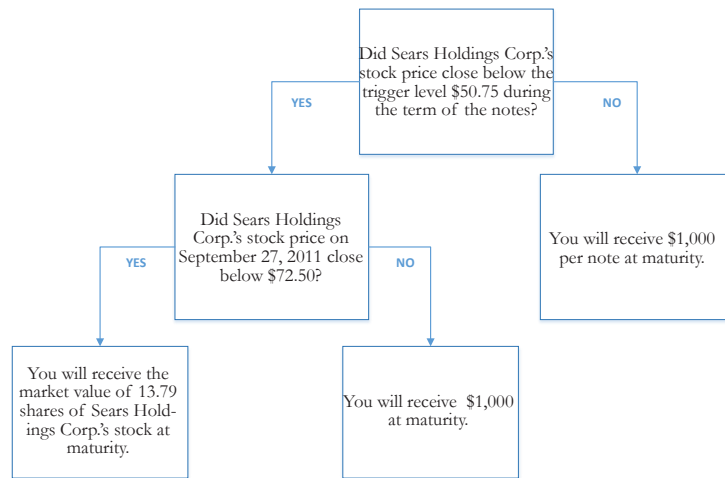 Did Sears Holdings Corp.'s
stock price close below the
trigger level $50.75 during
the term of the notes?
YES
NO
Did Sears Holdings
Corp.'s stock price on
September 27, 2011 close
below $72.50?
You will receive $1,000
per note at maturity.
YES
NO
You will receive the
market value of 13.79
shares of Sears Hold-
ings Corp.'s stock at
maturity.
You will receive $1,000
at maturity.